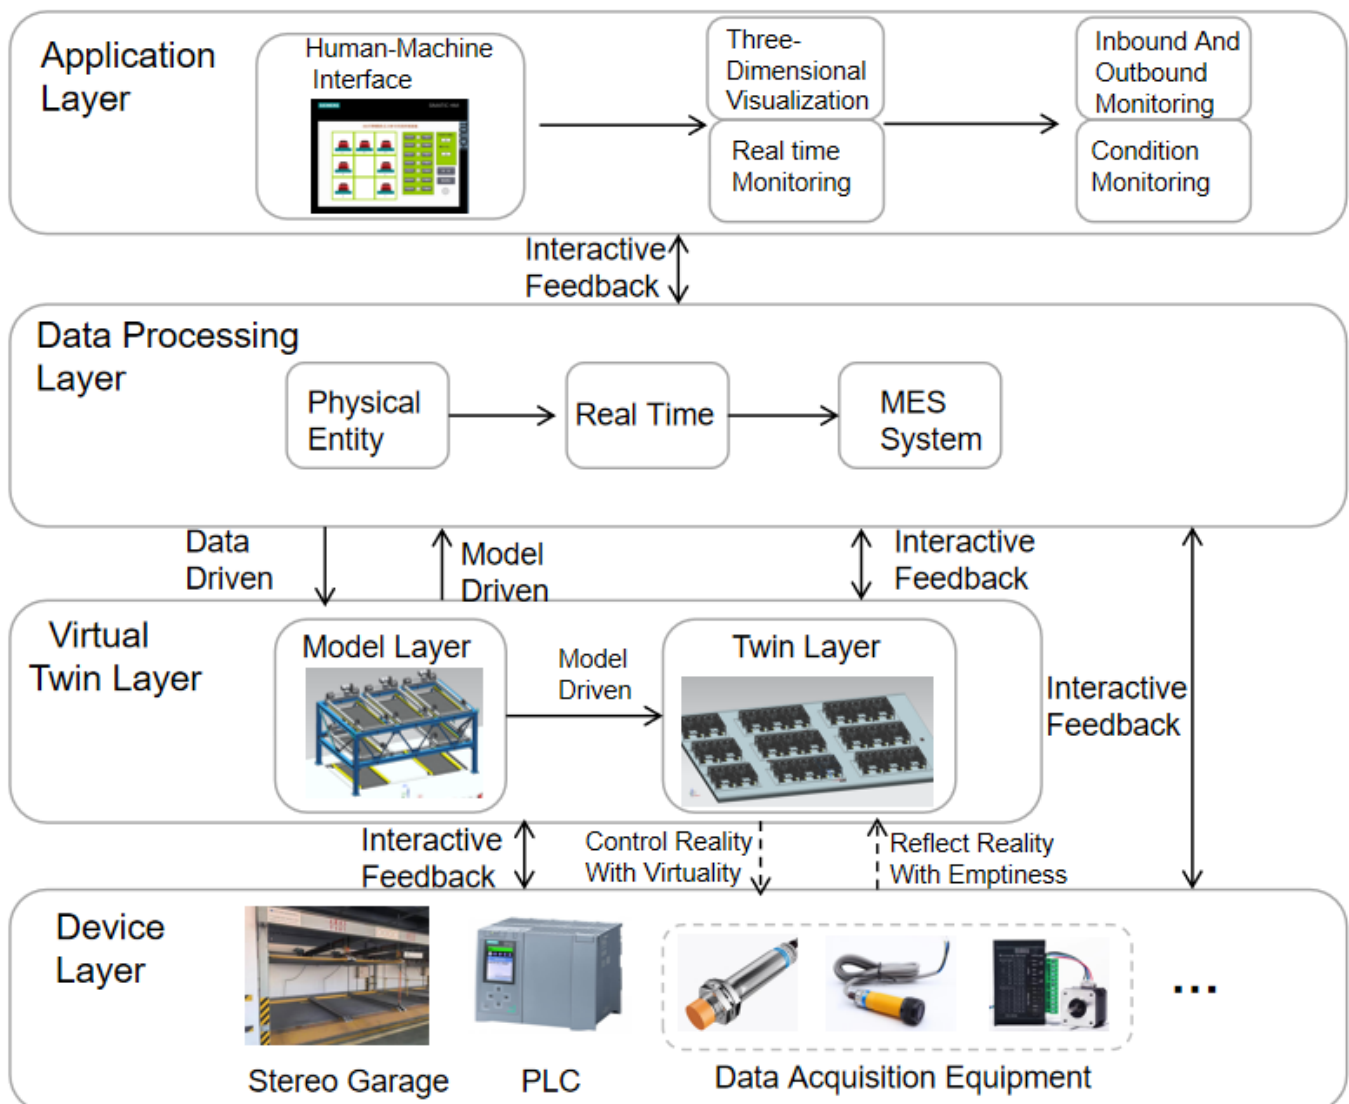 Application
Layer
Human-Machine
Interface
Three-
Dimensional
Visualization
Real time
Monitoring
Inbound And
Outbound
Monitoring
Condition
Monitoring
Interactive
Feedback
Data Processing
Layer
Physical
Entity
Real Time
MES
System
Data
Driven
Model
Driven
Interactive
Feedback
Interactive
Feedback
Virtual
Twin Layer
Model Layer
Model
Driven
Twin Layer
Interactive
Feedback
Control Reality
With Virtuality
Reflect Reality
With Emptiness
Device
Layer
...
Stereo Garage
PLC
Data Acquisition Equipment